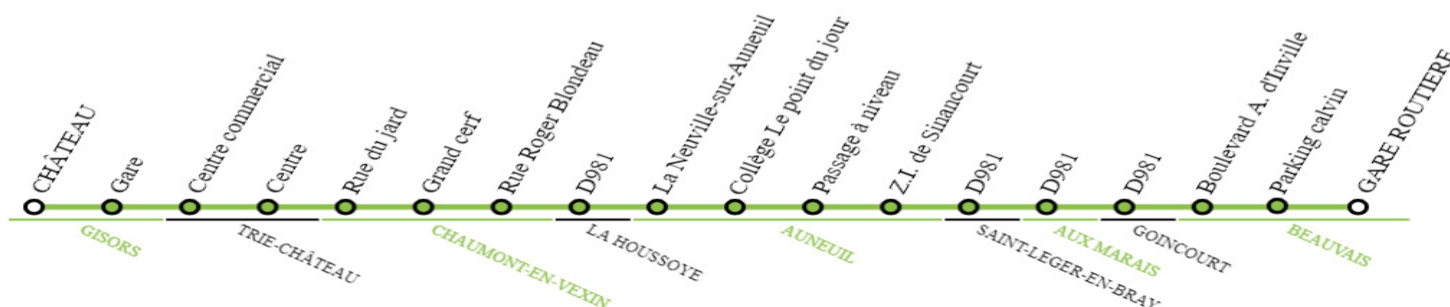 CHÂTEAU
Gare
Centre commercial
Centre
Rue du jard
Grand cerf
Rue Roger Blondeau
D981
La Neuville-sur-Auneuil
Collège Le point du jour
Passage à niveau
Z.I. de Sinancourt
D981
D981
D981
Boulevard A. d'Inville
Parking calvin
GARE ROUTIERE
GISORS
TRIE-CHÂTEAU
CHAUMONT-EN-VEXIN
LA HOUSSOYE
AUNEUIL
SAINT-LEGER-EN-BRAY
AUX MARAIS
GOINCOURT
BEAUVAIS